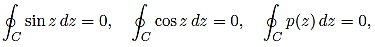 ∮_C sin z dz = 0, ∮_C cos z dz = 0, ∮_C p(z) dz = 0,